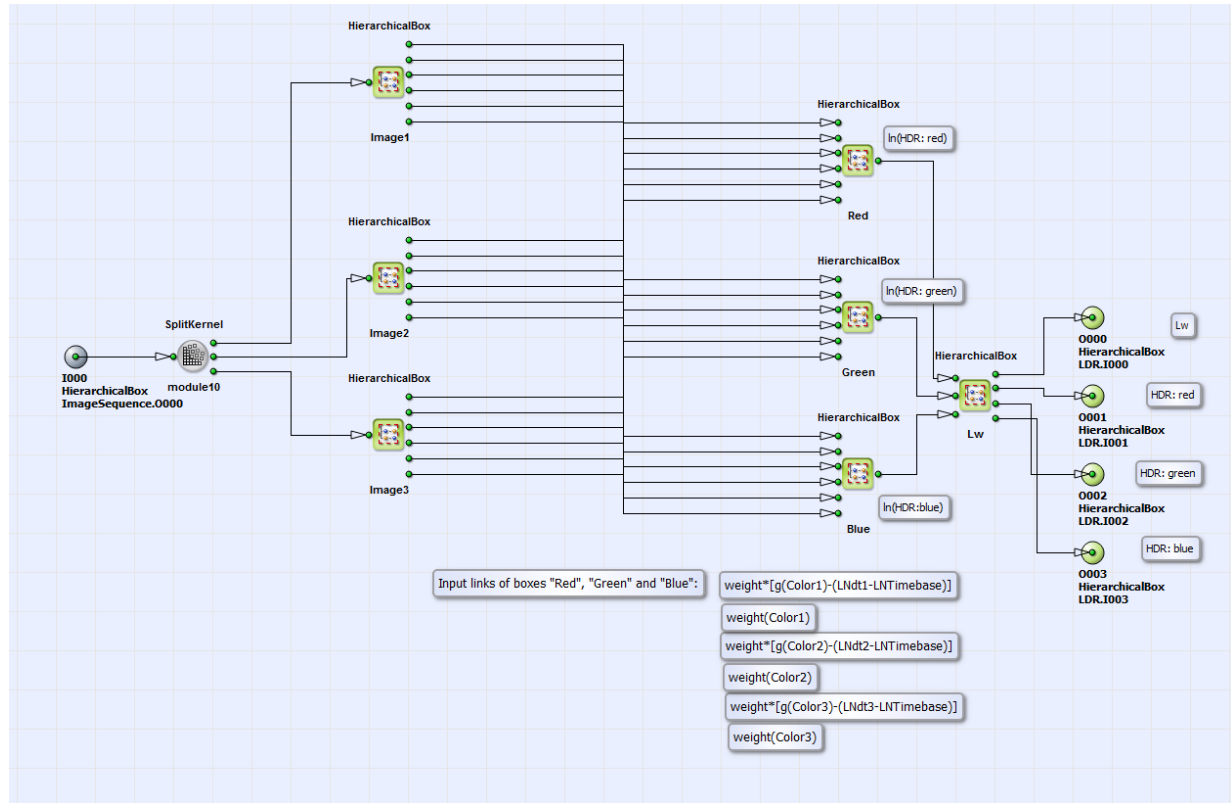 HierarchicalBox
Image1
HierarchicalBox
ln(HDR: red)
Red
HierarchicalBox
Image2
HierarchicalBox
ln(HDR: green)
Green
SplitKernel
module10
I000
HierarchicalBox
ImageSequence.O000
HierarchicalBox
Image3
HierarchicalBox
ln(HDR:blue)
Blue
HierarchicalBox
Lw
O000
HierarchicalBox
LDR.I000
Lw
O001
HierarchicalBox
LDR.I001
HDR: red
O002
HierarchicalBox
LDR.I002
HDR: green
O003
HierarchicalBox
LDR.I003
HDR: blue
Input links of boxes "Red", "Green" and "Blue":
weight*[g(Color1)-(LNdt1-LNTimebase)]
weight(Color1)
weight*[g(Color2)-(LNdt2-LNTimebase)]
weight(Color2)
weight*[g(Color3)-(LNdt3-LNTimebase)]
weight(Color3)